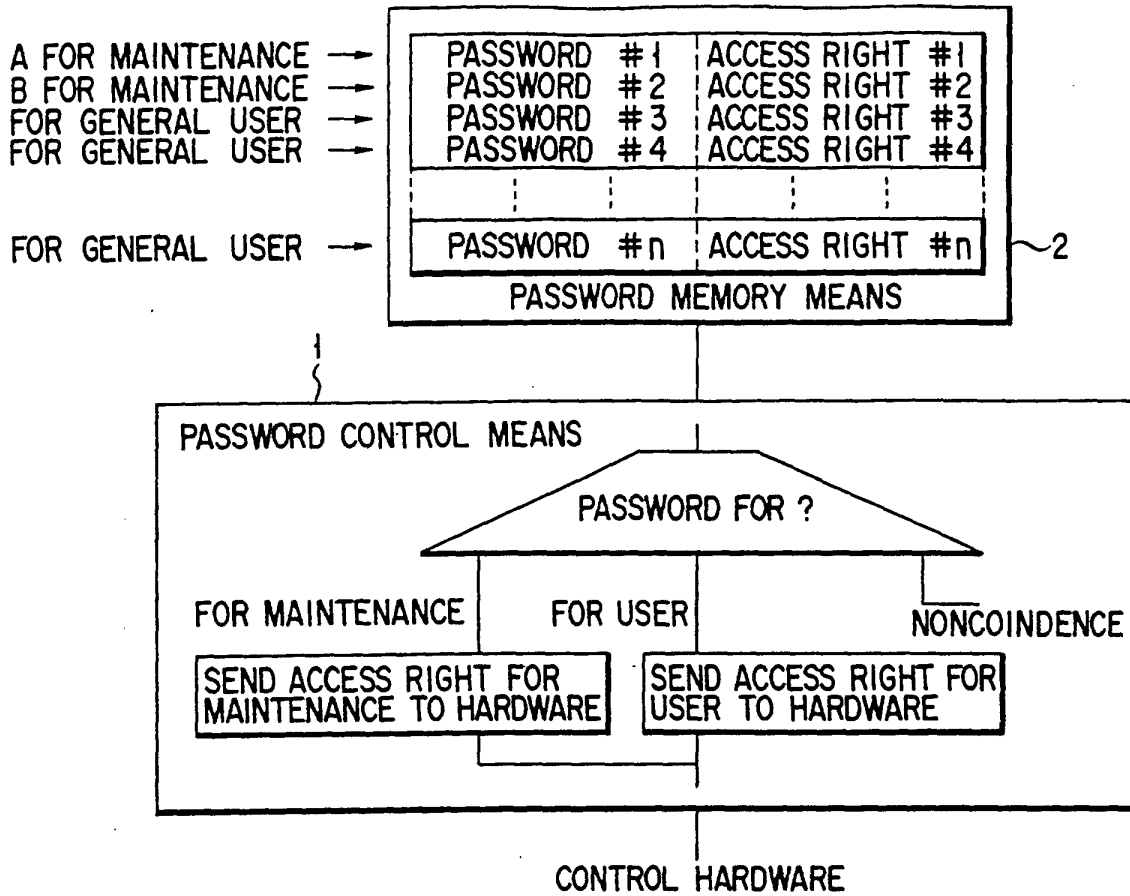 A FOR MAINTENANCE → PASSWORD #1 ACCESS RIGHT #1
B FOR MAINTENANCE → PASSWORD #2 ACCESS RIGHT #2
FOR GENERAL USER → PASSWORD #3 ACCESS RIGHT #3
FOR GENERAL USER → PASSWORD #4 ACCESS RIGHT #4
FOR GENERAL USER → PASSWORD #n ACCESS RIGHT #n
2
PASSWORD MEMORY MEANS
1
PASSWORD CONTROL MEANS
PASSWORD FOR ?
FOR MAINTENANCE
FOR USER
NONCOINDENCE
SEND ACCESS RIGHT FOR
MAINTENANCE TO HARDWARE
SEND ACCESS RIGHT FOR
USER TO HARDWARE
CONTROL HARDWARE